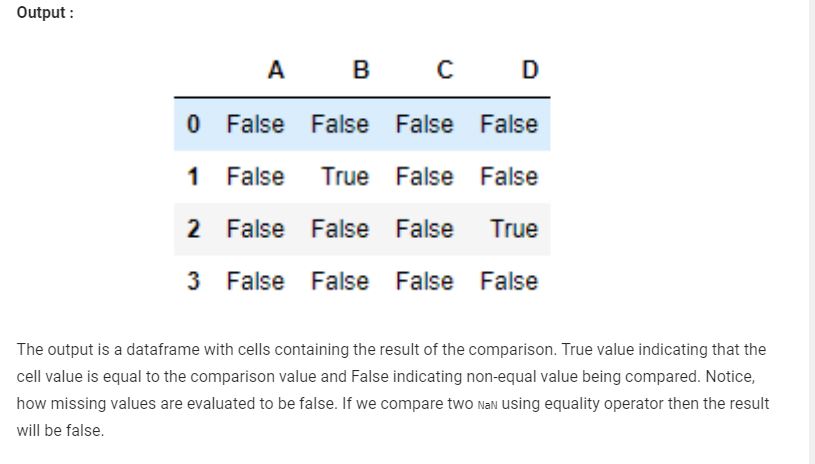 Output :
A B C D
0 False False False False
1 False True False False
2 False False False True
3 False False False False
The output is a dataframe with cells containing the result of the comparison. True value indicating that the
cell value is equal to the comparison value and False indicating non-equal value being compared. Notice,
how missing values are evaluated to be false. If we compare two NaN using equality operator then the result
will be false.